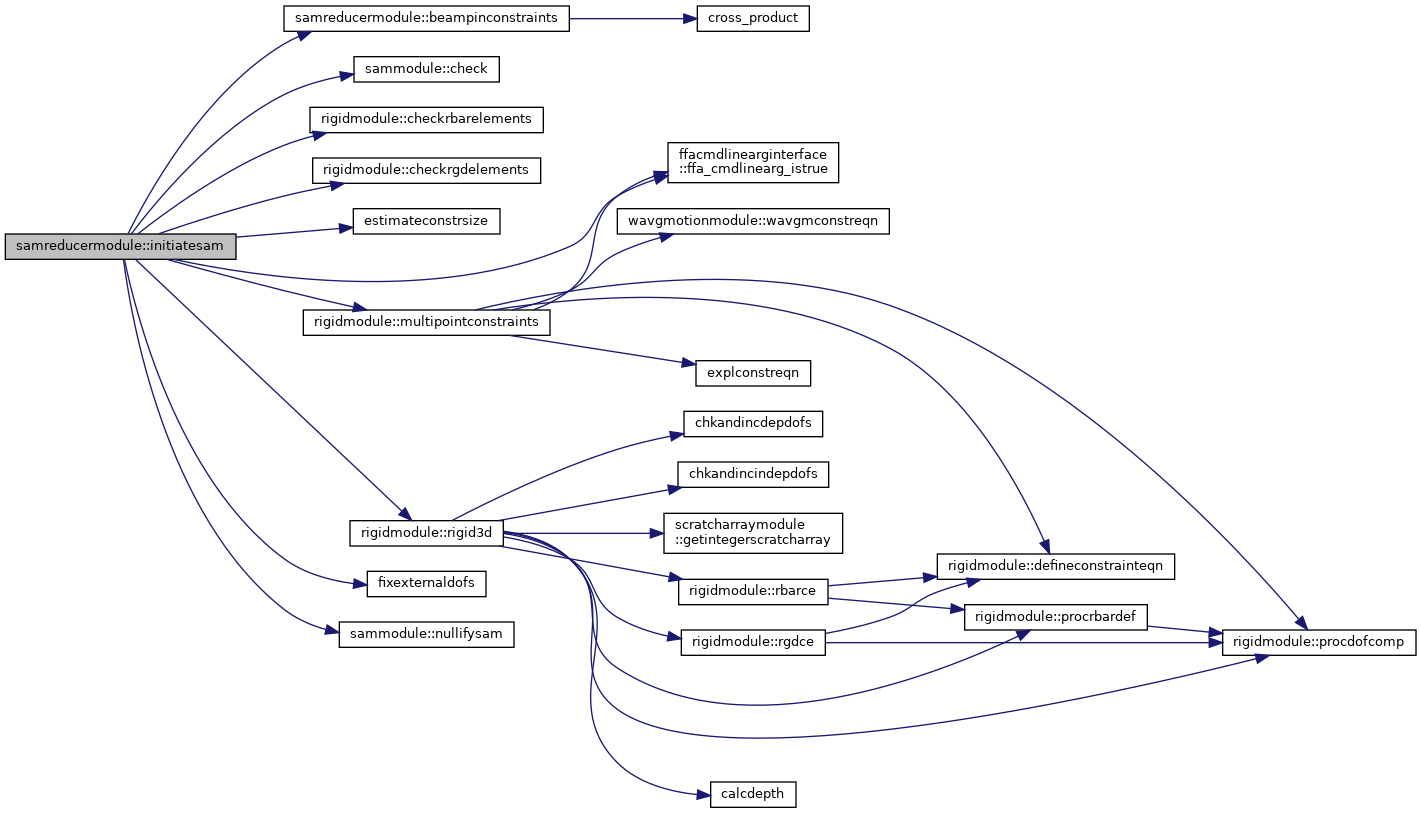 samreducermodule::beampinconstraints
cross_product
sammodule::check
rigidmodule::checkrbarelements
ffacmdlinearginterface
::ffa_cmdlinearg_istrue
rigidmodule::checkrgdelements
estimateconstrsize
wavgmotionmodule::wavgmconstreqn
samreducermodule::initiatesam
rigidmodule::multipointconstraints
explconstreqn
chkandincdepdofs
chkandincindepdofs
scratcharraymodule
::getintegerscratcharray
rigidmodule::rigid3d
rigidmodule::defineconstrainteqn
fixexternaldofs
rigidmodule::rbarce
rigidmodule::procrbardef
sammodule::nullifysam
rigidmodule::rgdce
rigidmodule::procdofcomp
calcdepth